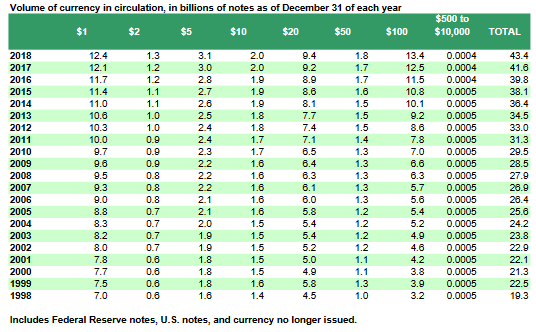 Volume of currency in circulation, in billions of notes as of December 31 of each year
$1 $2 $5 $10 $20 $50 $100 $500 to $10,000 TOTAL
2018 12.4 1.3 3.1 2.0 9.4 1.8 13.4 0.0004 43.4
2017 12.1 1.2 3.0 2.0 9.2 1.7 12.5 0.0004 41.6
2016 11.7 1.2 2.8 1.9 8.9 1.7 11.5 0.0004 39.8
2015 11.4 1.1 2.7 1.9 8.6 1.6 10.8 0.0005 38.1
2014 11.0 1.1 2.6 1.9 8.1 1.5 10.1 0.0005 36.4
2013 10.6 1.0 2.5 1.8 7.7 1.5 9.2 0.0005 34.5
2012 10.3 1.0 2.4 1.8 7.4 1.5 8.6 0.0005 33.0
2011 10.0 0.9 2.4 1.7 7.1 1.4 7.8 0.0005 31.3
2010 9.7 0.9 2.3 1.7 6.5 1.3 7.0 0.0005 29.5
2009 9.6 0.9 2.2 1.6 6.4 1.3 6.6 0.0005 28.5
2008 9.5 0.8 2.2 1.6 6.3 1.3 6.3 0.0005 27.9
2007 9.3 0.8 2.2 1.6 6.1 1.3 5.7 0.0005 26.9
2006 9.0 0.8 2.1 1.6 6.0 1.3 5.6 0.0005 26.4
2005 8.8 0.7 2.1 1.6 5.8 1.2 5.4 0.0005 25.6
2004 8.3 0.7 2.0 1.5 5.4 1.2 5.2 0.0005 24.2
2003 8.2 0.7 1.9 1.5 5.4 1.2 4.9 0.0005 23.8
2002 8.0 0.7 1.9 1.5 5.2 1.2 4.6 0.0005 22.9
2001 7.8 0.6 1.8 1.5 5.0 1.1 4.2 0.0005 22.1
2000 7.7 0.6 1.8 1.5 4.9 1.1 3.8 0.0005 21.3
1999 7.5 0.6 1.8 1.6 5.8 1.3 3.9 0.0005 22.5
1998 7.0 0.6 1.6 1.4 4.5 1.0 3.2 0.0005 19.3
Includes Federal Reserve notes, U.S. notes, and currency no longer issued.